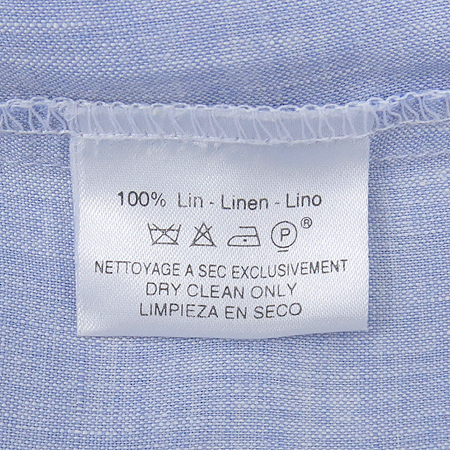 100% Lin - Linen - Lino
P®
NETTOYAGE A SEC EXCLUSIVEMENT
DRY CLEAN ONLY
LIMPIEZA EN SECO